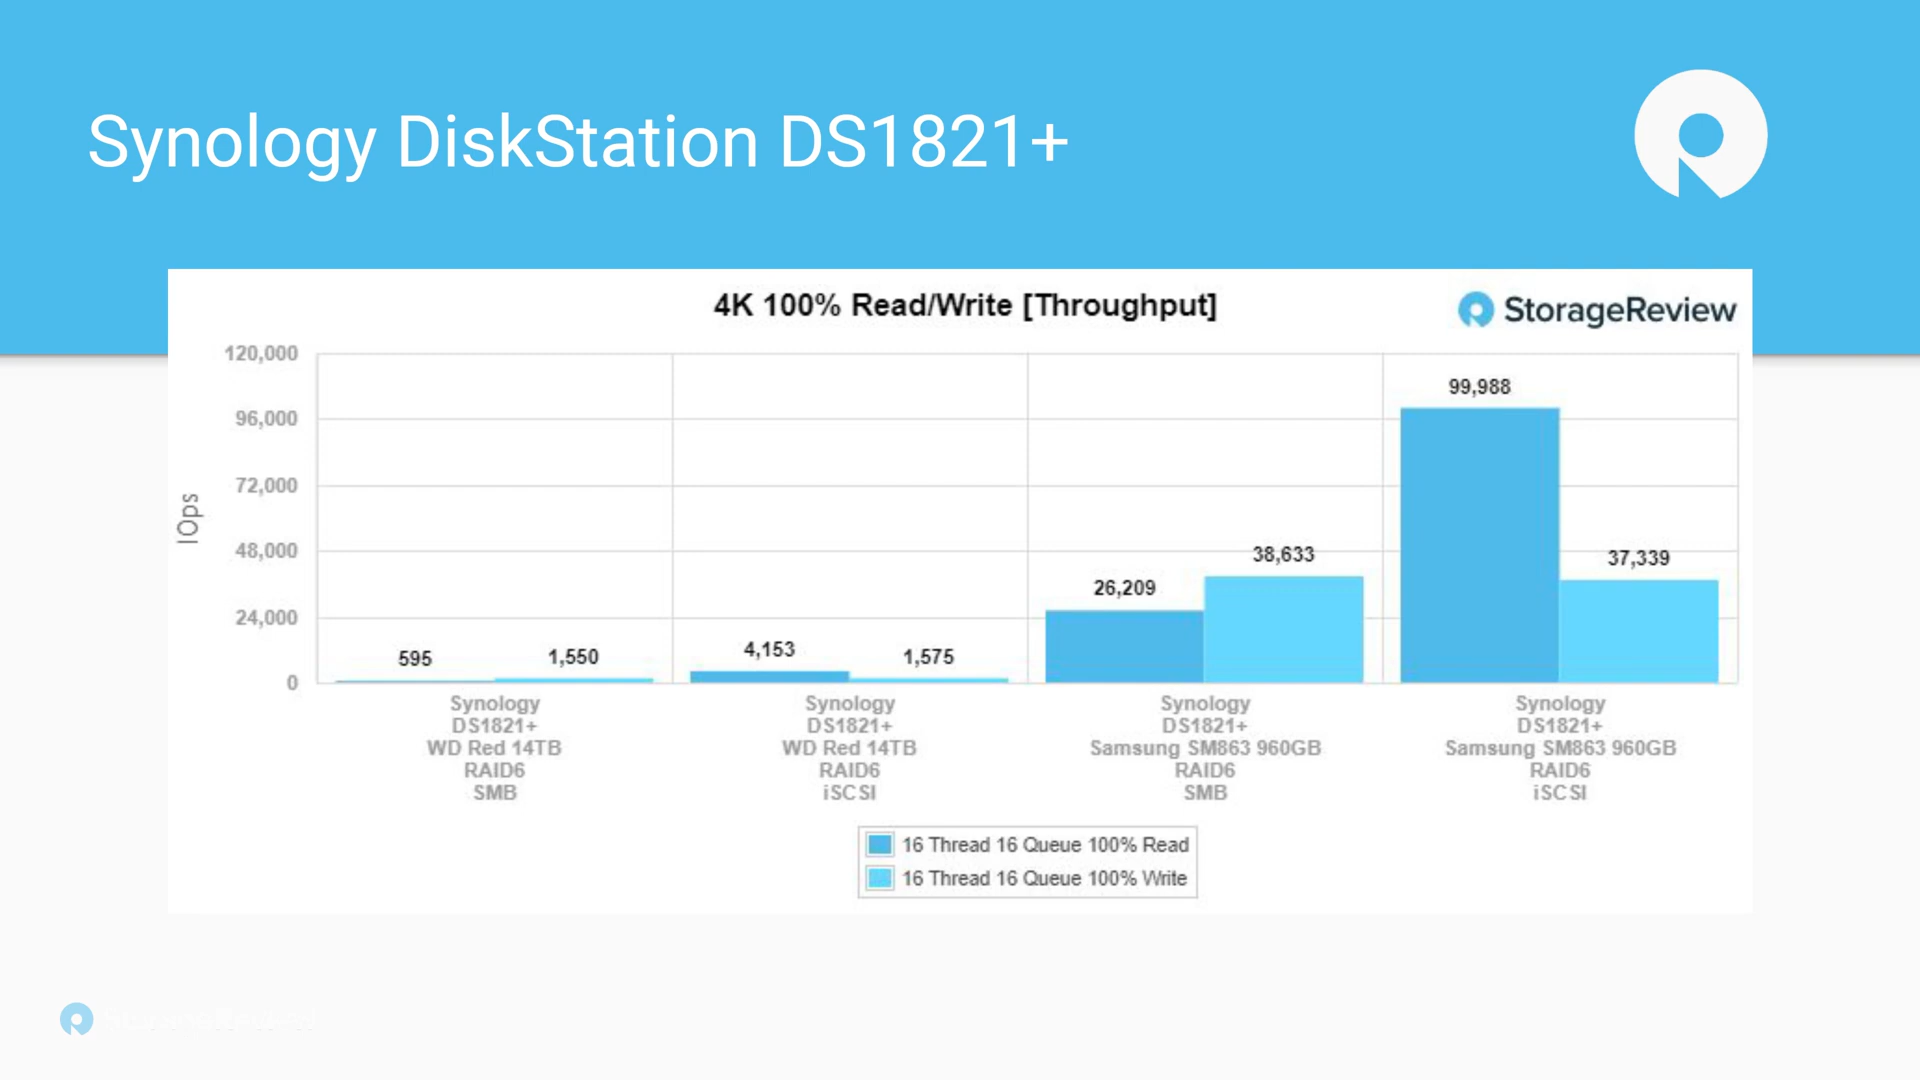 Synology DiskStation DS1821+
4K 100% Read/Write [Throughput]
StorageReview
IOps
120,000
96,000
72,000
48,000
24,000
0
595
1,550
4,153
1,575
26,209
38,633
99,988
37,339
Synology
DS1821+
WD Red 14TB
RAID6
SMB
Synology
DS1821+
WD Red 14TB
RAID6
iSCSI
Synology
DS1821+
Samsung SM863 960GB
RAID6
SMB
Synology
DS1821+
Samsung SM863 960GB
RAID6
iSCSI
16 Thread 16 Queue 100% Read
16 Thread 16 Queue 100% Write